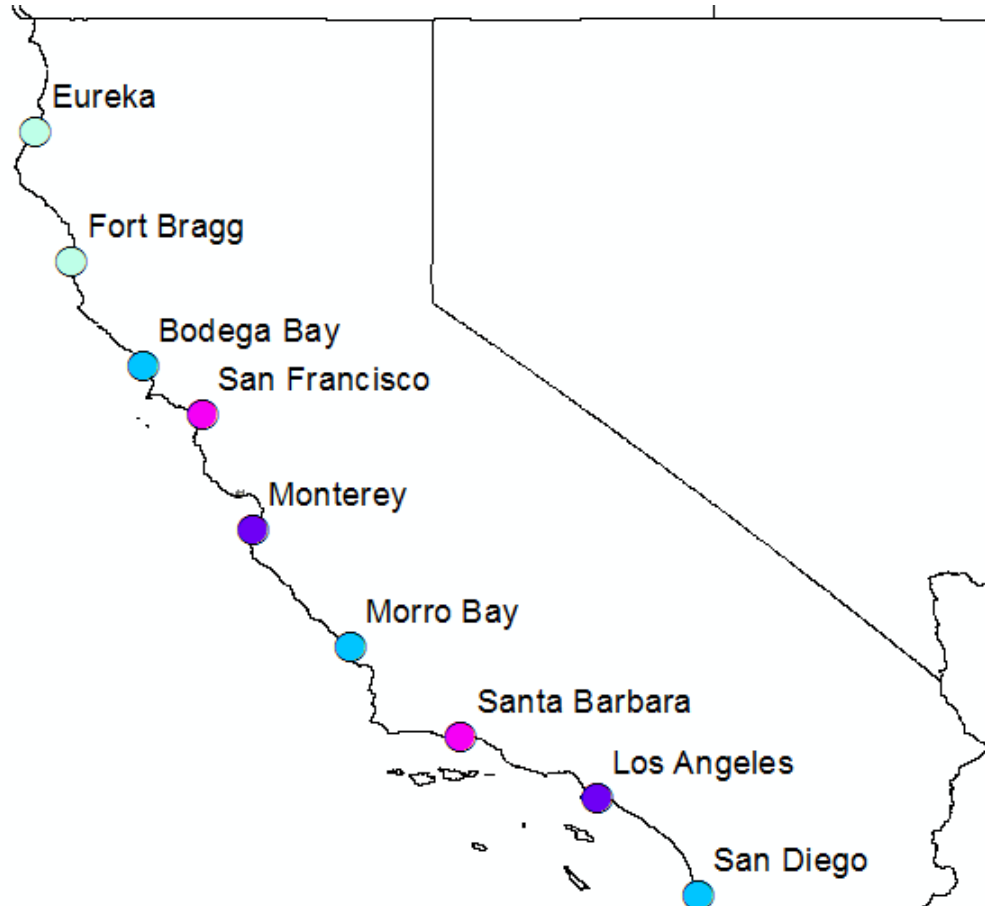 Eureka
Fort Bragg
Bodega Bay
San Francisco
Monterey
Morro Bay
Santa Barbara
Los Angeles
San Diego